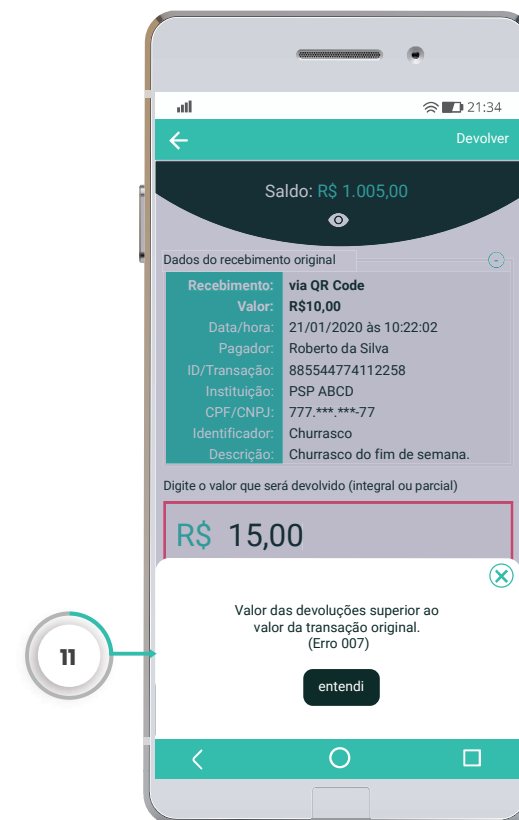 21:34
Devolver
Saldo: R$ 1.005,00
Dados do recebimento original
Recebimento: via QR Code
Valor: R$10,00
Data/hora: 21/01/2020 às 10:22:02
Pagador: Roberto da Silva
ID/Transação: 885544774112258
Instituição: PSP ABCD
CPF/CNPJ: 777.***.***-77
Identificador: Churrasco
Descrição: Churrasco do fim de semana.
Digite o valor que será devolvido (integral ou parcial)
R$ 15,00
Valor das devoluções superior ao
valor da transação original.
(Erro 007)
11
entendi